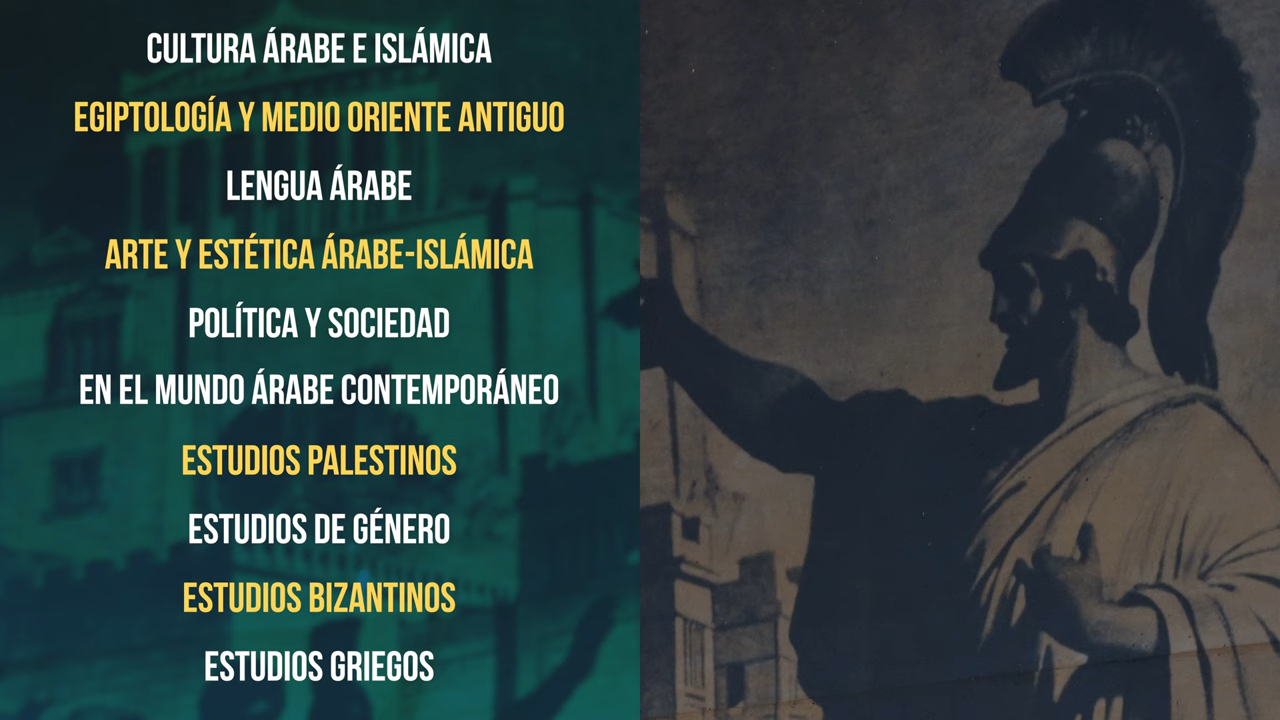 CULTURA ÁRABE E ISLÁMICA
EGIPTOLOGÍA Y MEDIO ORIENTE ANTIGUO
LENGUA ÁRABE
ARTE Y ESTÉTICA ÁRABE-ISLÁMICA
POLÍTICA Y SOCIEDAD
EN EL MUNDO ÁRABE CONTEMPORÁNEO
ESTUDIOS PALESTINOS
ESTUDIOS DE GÉNERO
ESTUDIOS BIZANTINOS
ESTUDIOS GRIEGOS